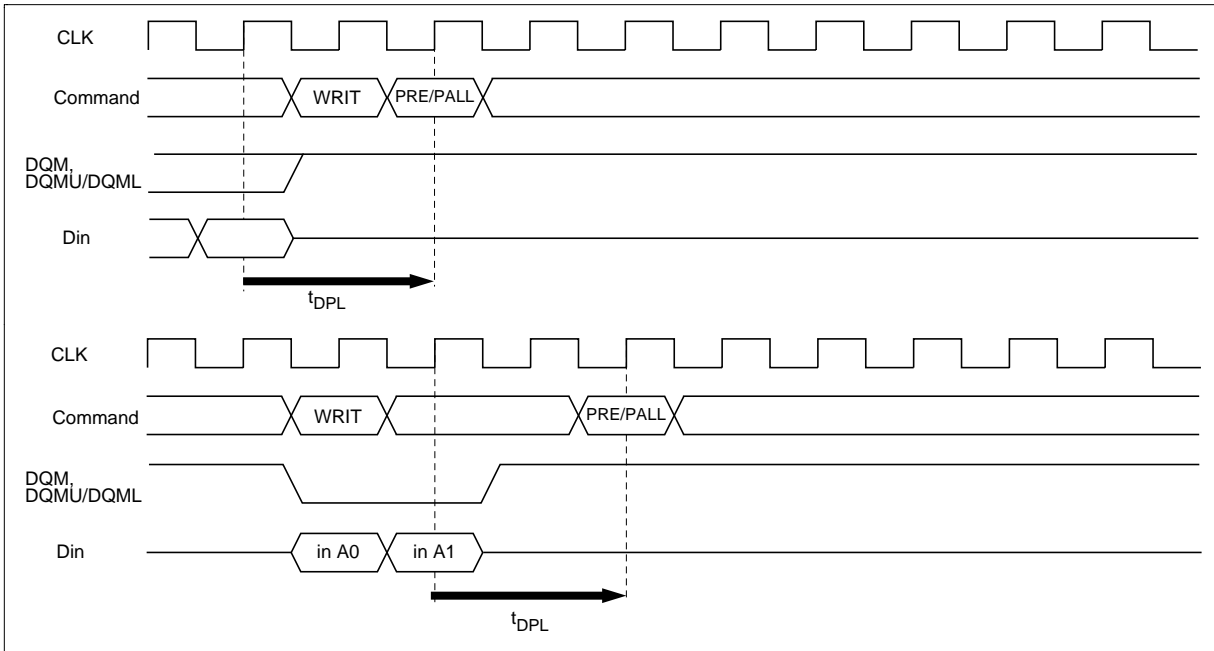 CLK
Command WRIT PRE/PALL
DQM,
DQMU/DQML
Din
tDPL
CLK
Command WRIT PRE/PALL
DQM,
DQMU/DQML
Din in A0 in A1
tDPL